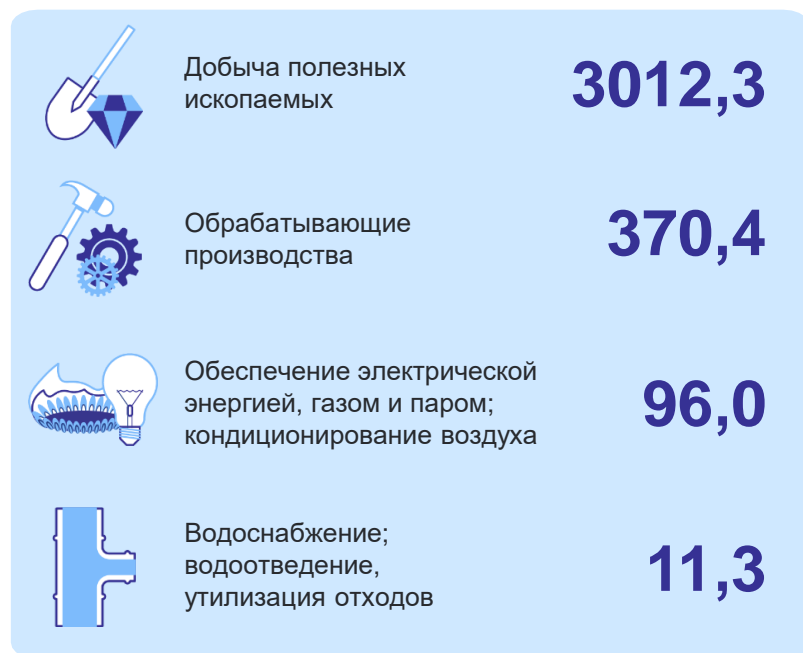 Добыча полезных
ископаемых
3012,3
Обрабатывающие
производства
370,4
Обеспечение электрической
энергией, газом и паром;
кондиционирование воздуха
96,0
Водоснабжение;
водоотведение,
утилизация отходов
11,3